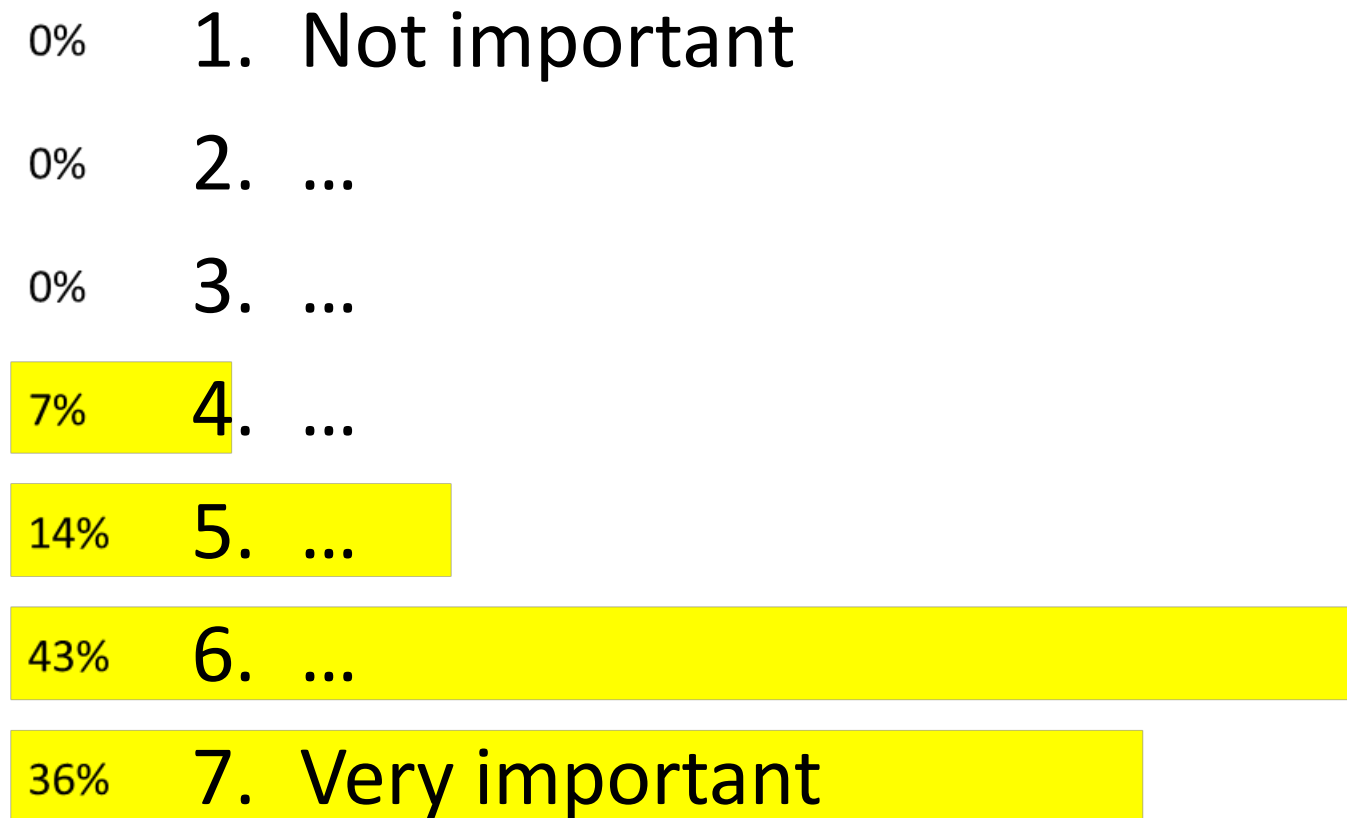 0% 1. Not important
0% 2. ...
0% 3. ...
7% 4. ...
14% 5. ...
43% 6. ...
36% 7. Very important